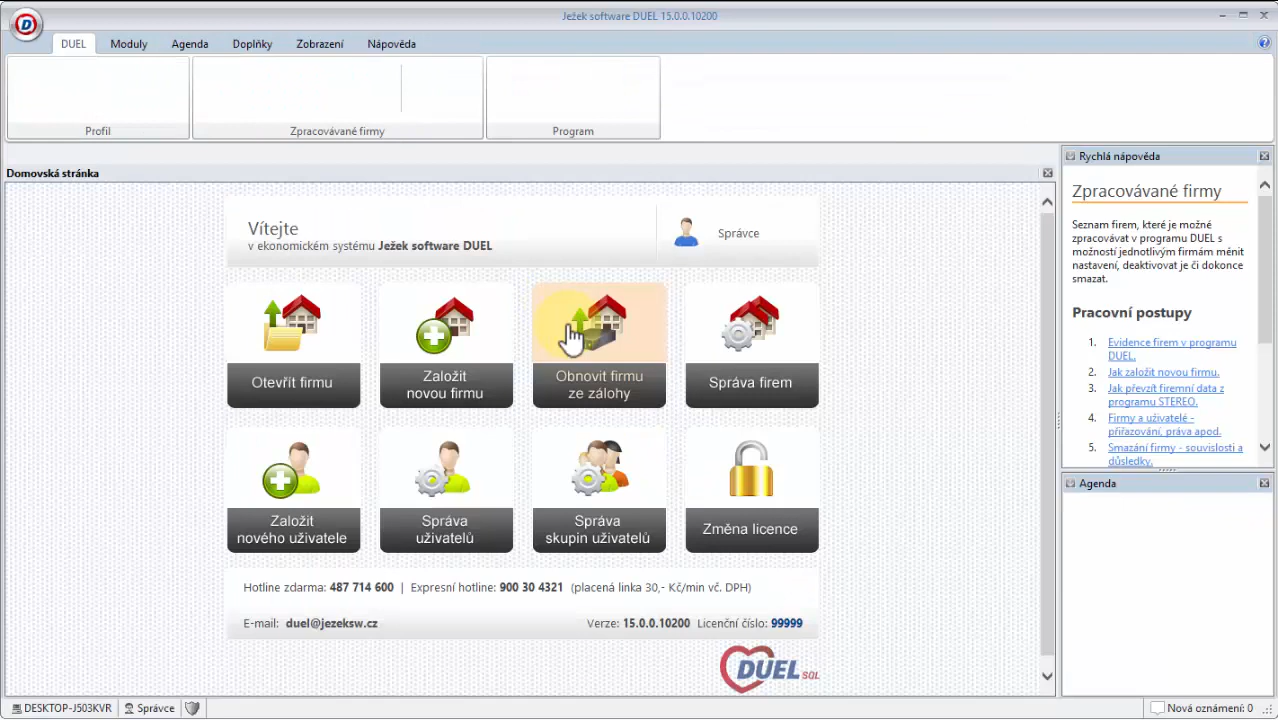 Ježek software DUEL 15.0.0.10200
DUEL Moduly Agenda Doplňky Zobrazení Nápověda
Profil Zpracovávané firmy Program
Domovská stránka
Vítejte
v ekonomickém systému Ježek software DUEL
Správce
Otevřít firmu
Založit
novou firmu
Obnovit firmu
ze zálohy
Správa firem
Založit
nového uživatele
Správa
uživatelů
Správa
skupin uživatelů
Změna licence
Hotline zdarma: 487 714 600 | Expresní hotline: 900 30 4321 (placená linka 30,- Kč/min vč. DPH)
E-mail: duel@jezeksw.cz Verze: 15.0.0.10200 Licenční číslo: 99999
DUEL SQL
Rychlá nápověda
Zpracovávané firmy
Seznam firem, které je možné
zpracovávat v programu DUEL s
možností jednotlivým firmám měnit
nastavení, deaktivovat je či dokonce
smazat.
Pracovní postupy
1. Evidence firem v programu
DUEL.
2. Jak založit novou firmu.
3. Jak převzít firemní data z
programu STEREO.
4. Firmy a uživatelé -
přiřazování, práva apod.
5. Smazání firmy - souvislosti a
důsledky.
Agenda
DESKTOP-J503KVR Správce Nová oznámení: 0